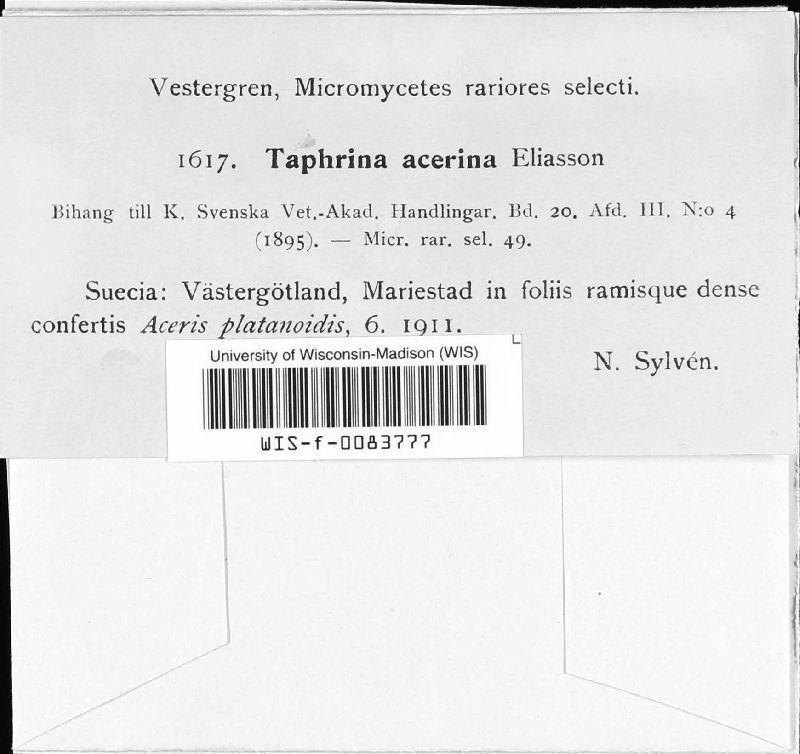 Vestergren, Micromycetes rariores selecti.
1617. Taphrina acerina Eliasson
Bihang till K. Svenska Vet.-Akad. Handlingar. Bd. 20. Afd. III. N:o 4
(1895). — Micr. rar. sel. 49.
Suecia: Västergötland, Mariestad in foliis ramisque dense
confertis Aceris platanoidis, 6. 1911.
N. Sylvén.
University of Wisconsin-Madison (WIS)
WIS-f-0083777